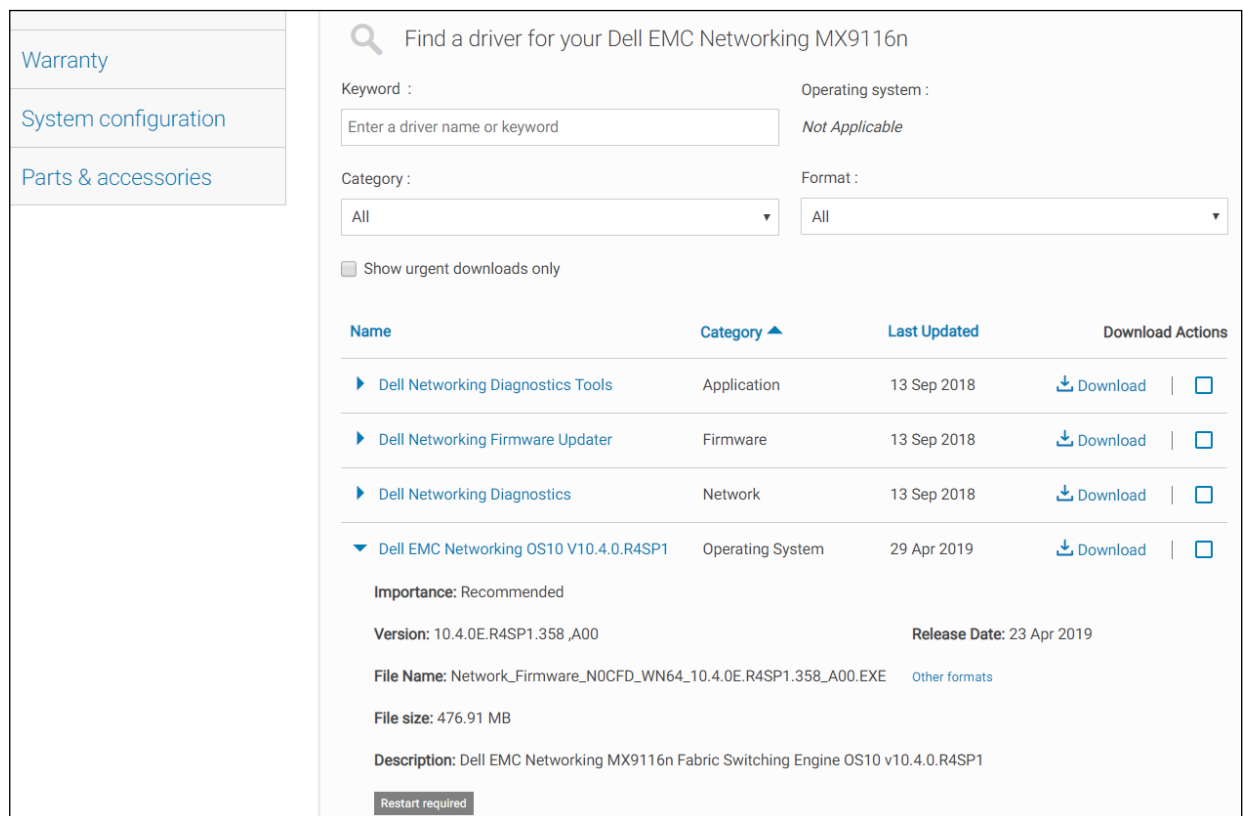 Warranty
System configuration
Parts & accessories
Find a driver for your Dell EMC Networking MX9116n
Keyword :
Operating system :
Enter a driver name or keyword
Not Applicable
Category :
Format :
All
All
Show urgent downloads only
Name Category Last Updated Download Actions
Dell Networking Diagnostics Tools Application 13 Sep 2018 Download |
Dell Networking Firmware Updater Firmware 13 Sep 2018 Download |
Dell Networking Diagnostics Network 13 Sep 2018 Download |
Dell EMC Networking OS10 V10.4.0.R4SP1 Operating System 29 Apr 2019 Download |
Importance: Recommended
Version: 10.4.0E.R4SP1.358 ,A00 Release Date: 23 Apr 2019
File Name: Network_Firmware_N0CFD_WN64_10.4.0E.R4SP1.358_A00.EXE Other formats
File size: 476.91 MB
Description: Dell EMC Networking MX9116n Fabric Switching Engine OS10 v10.4.0.R4SP1
Restart required